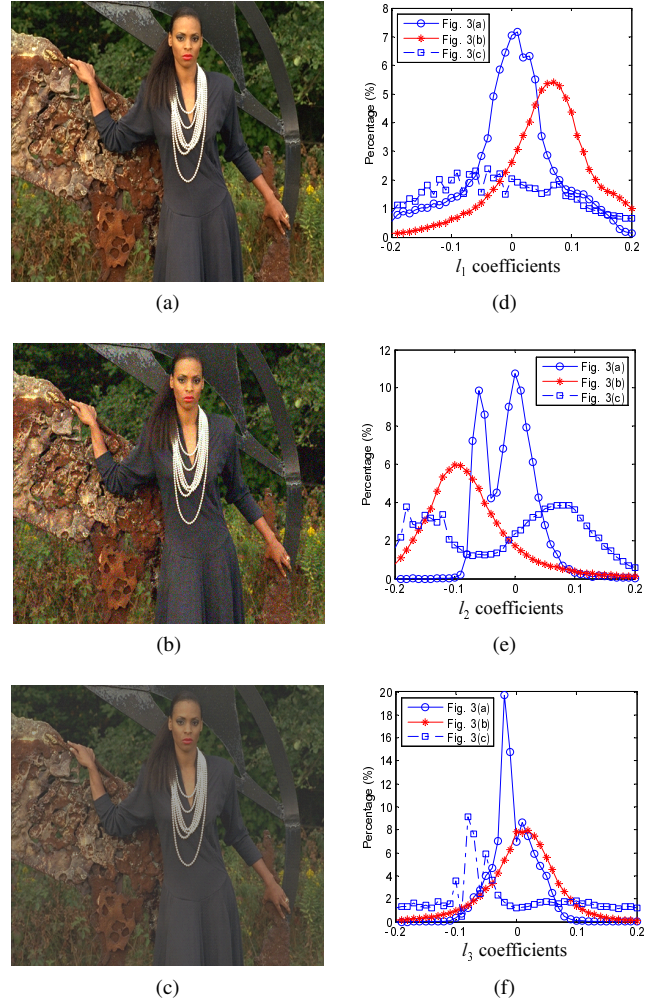 8
7
6
5
4
3
2
1
0
Percentage (%)
Fig. 3(a)
Fig. 3(b)
Fig. 3(c)
-0.2 -0.1 0 0.1 0.2
l1 coefficients
(a) (d)
12
10
8
6
4
2
0
Percentage (%)
Fig. 3(a)
Fig. 3(b)
Fig. 3(c)
-0.2 -0.1 0 0.1 0.2
l2 coefficients
(b) (e)
20
18
16
14
12
10
8
6
4
2
0
Percentage (%)
Fig. 3(a)
Fig. 3(b)
Fig. 3(c)
-0.2 -0.1 0 0.1 0.2
l3 coefficients
(c) (f)